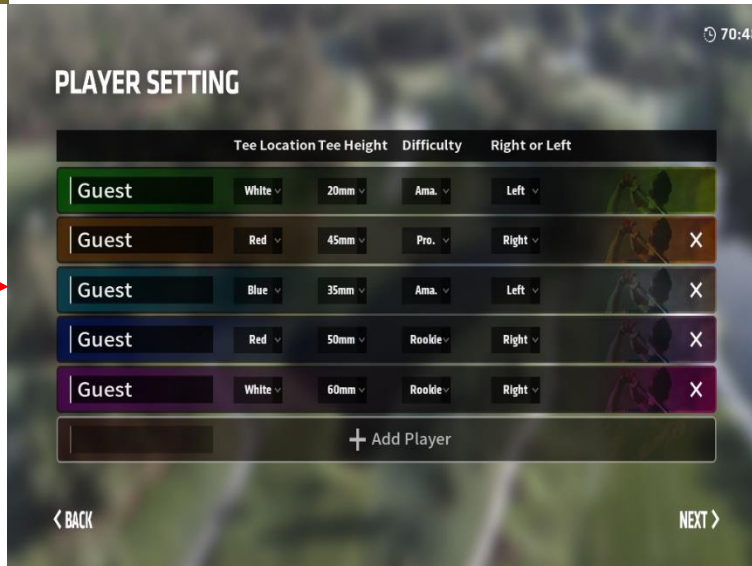 70:48
PLAYER SETTING
Tee Location Tee Height Difficulty Right or Left
Guest White 20mm Ama. Left
Guest Red 45mm Pro. Right X
Guest Blue 35mm Ama. Left X
Guest Red 50mm Rookie Right X
Guest White 60mm Rookie Right X
+ Add Player
< BACK NEXT >